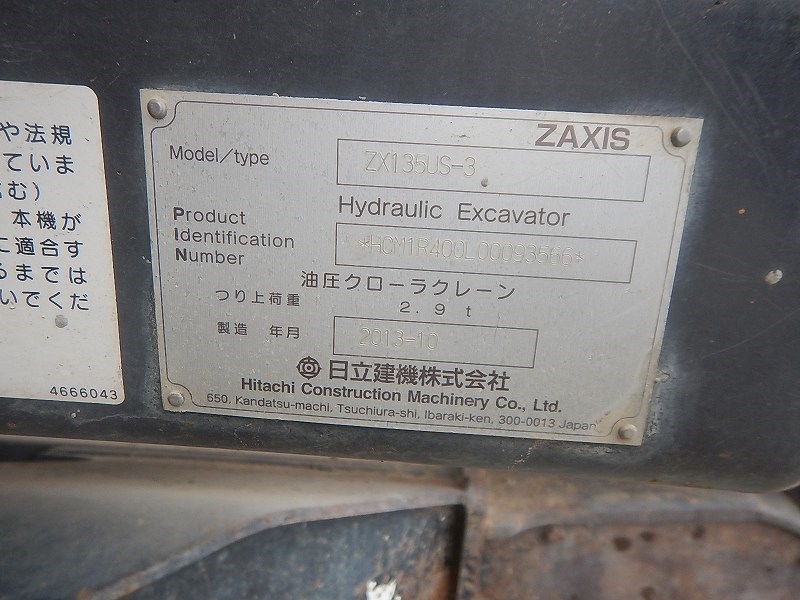 や法規
ていま
む)
本機が
に適合す
るまでは
いでくだ
4666043
ZAXIS
Model/type ZX135US-3
Hydraulic Excavator
Product
Identification
Number
*HCM1R400L00093566*
油圧クローラクレーン
つり上荷重 2.9 t
製造 年月 2013-10
日立建機株式会社
Hitachi Construction Machinery Co., Ltd.
650, Kandatsu-machi, Tsuchiura-shi, Ibaraki-ken, 300-0013 Japan